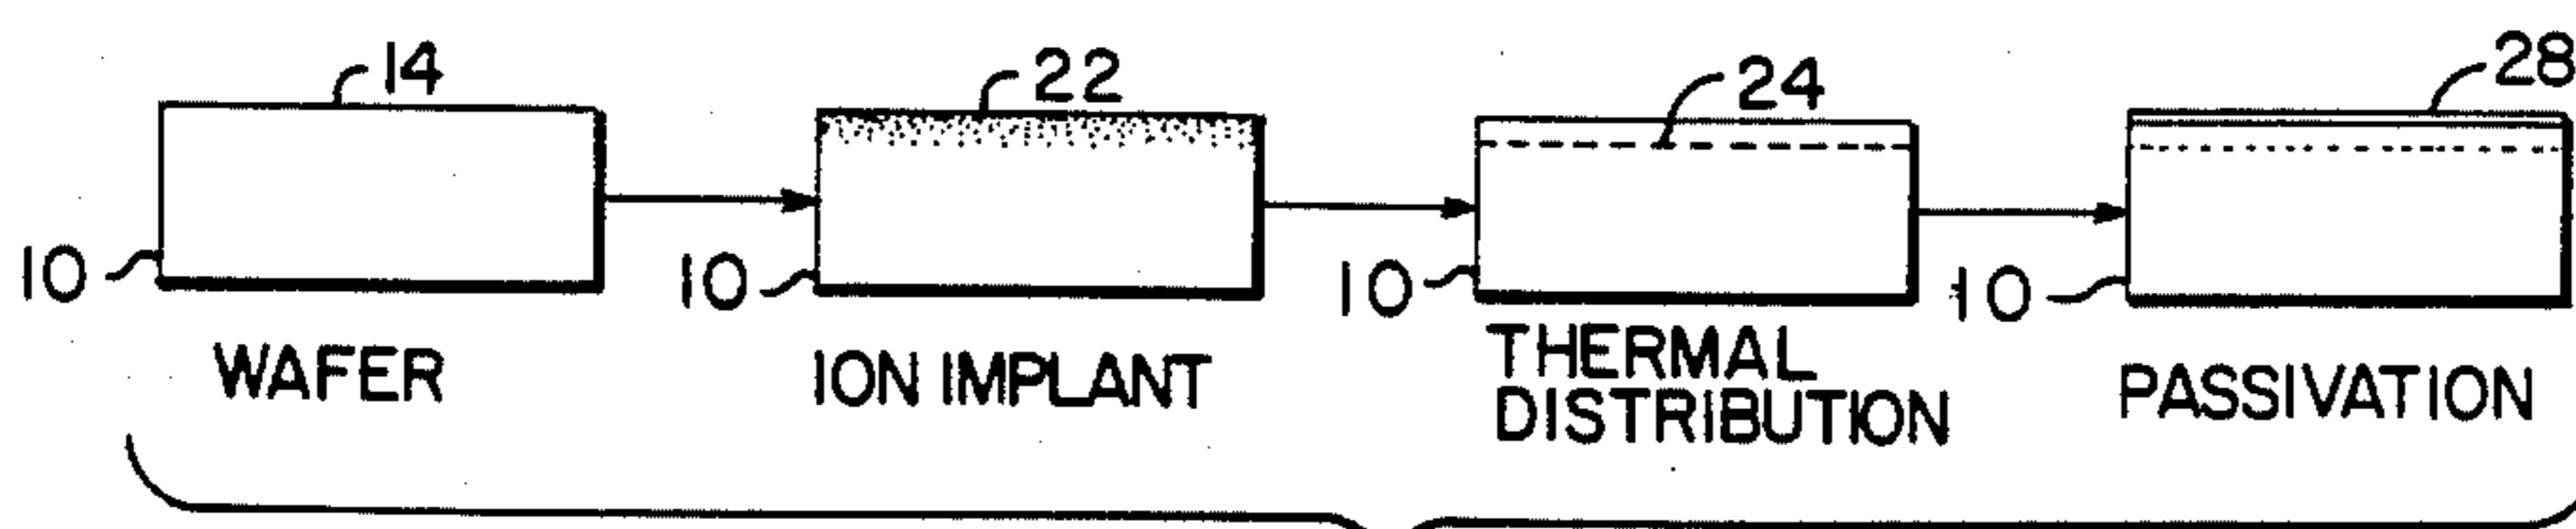 14 22 24 28
10 10 10 10
WAFER ION IMPLANT THERMAL DISTRIBUTION PASSIVATION